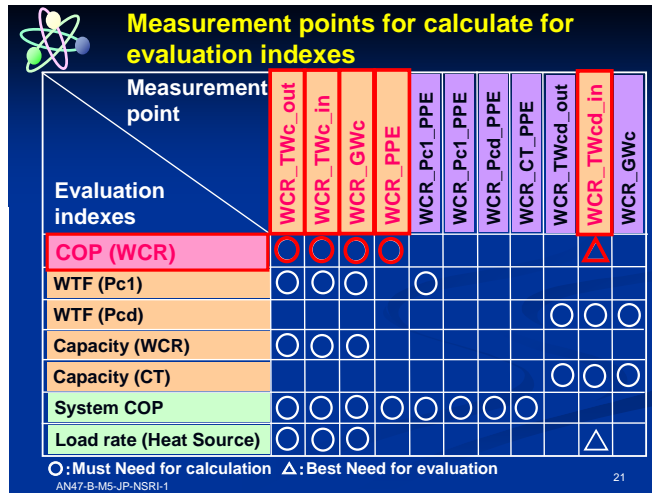 Measurement points for calculate for
evaluation indexes
Measurement
point
Evaluation
indexes
WCR_TWc_out
WCR_TWc_in
WCR_GWc
WCR_PPE
WCR_Pc1_PPE
WCR_Pc1_PPE
WCR_Pcd_PPE
WCR_CT_PPE
WCR_TWcd_out
WCR_TWcd_in
WCR_GWc
COP (WCR)
WTF (Pc1)
WTF (Pcd)
Capacity (WCR)
Capacity (CT)
System COP
Load rate (Heat Source)
○:Must Need for calculation △:Best Need for evaluation
AN47-B-M5-JP-NSRI-1
21